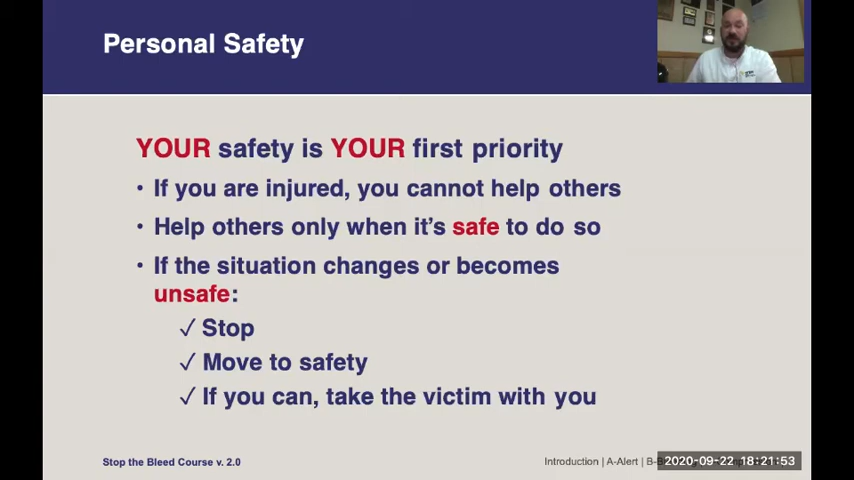 Personal Safety
YOUR safety is YOUR first priority
• If you are injured, you cannot help others
• Help others only when it's safe to do so
• If the situation changes or becomes
unsafe:
✓ Stop
✓ Move to safety
✓ If you can, take the victim with you
Stop the Bleed Course v. 2.0
Introduction | A-Alert |
2020-09-22 18:21:53